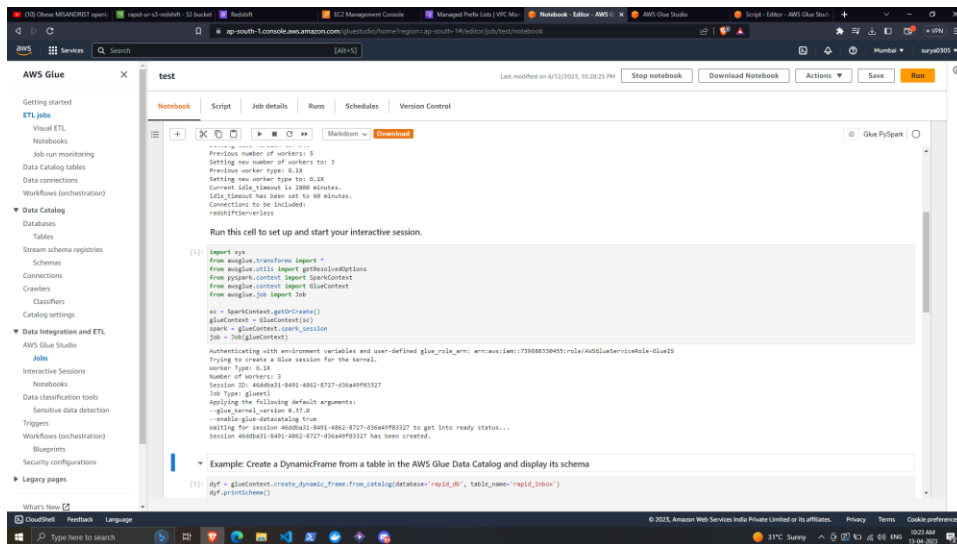 (10) Obese MISANDRIST openly
rapid-ur-s3-redshift - S3 bucket
Redshift
EC2 Management Console
Managed Prefix Lists | VPC Man
Notebook - Editor - AWS G
AWS Glue Studio
Script - Editor - AWS Glue Studi
ap-south-1.console.aws.amazon.com/gluestudio/home?region=ap-south-1#/editor/job/test/notebook
VPN
aws
Services
Search
[Alt+S]
Mumbai
surya0305
AWS Glue
test
Last modified on 4/12/2023, 10:28:25 PM
Stop notebook
Download Notebook
Actions
Save
Run
Getting started
ETL jobs
Visual ETL
Notebooks
Job run monitoring
Data Catalog tables
Data connections
Workflows (orchestration)
Data Catalog
Databases
Tables
Stream schema registries
Schemas
Connections
Crawlers
Classifiers
Catalog settings
Data Integration and ETL
AWS Glue Studio
Jobs
Interactive Sessions
Notebooks
Data classification tools
Sensitive data detection
Triggers
Workflows (orchestration)
Blueprints
Security configurations
Legacy pages
What's New
Notebook
Script
Job details
Runs
Schedules
Version Control
Markdown
Download
Glue PySpark
Previous number of workers: 5
Setting new number of workers to: 3
Previous worker type: G.1X
Setting new worker type to: G.1X
Current idle_timeout is 2800 minutes.
idle_timeout has been set to 60 minutes.
Connections to be included:
redshiftServerless
Run this cell to set up and start your interactive session.
[1]: import sys
from awsglue.transforms import *
from awsglue.utils import getResolvedOptions
from pyspark.context import SparkContext
from awsglue.context import GlueContext
from awsglue.job import Job
sc = SparkContext.getOrCreate()
glueContext = GlueContext(sc)
spark = glueContext.spark_session
job = Job(glueContext)
Authenticating with environment variables and user-defined glue_role_arn: arn:aws:iam::739688330455:role/AWSGlueServiceRole-GlueIS
Trying to create a Glue session for the kernel.
Worker Type: G.1X
Number of Workers: 3
Session ID: 46ddba31-8491-4862-8727-d36a49f03327
Job Type: glueetl
Applying the following default arguments:
--glue_kernel_version 0.37.0
--enable-glue-datacatalog true
Waiting for session 46ddba31-8491-4862-8727-d36a49f03327 to get into ready status...
Session 46ddba31-8491-4862-8727-d36a49f03327 has been created.
Example: Create a DynamicFrame from a table in the AWS Glue Data Catalog and display its schema
[5]: dyf = glueContext.create_dynamic_frame.from_catalog(database='rapid_db', table_name='rapid_inbox')
dyf.printSchema()
CloudShell
Feedback
Language
© 2023, Amazon Web Services India Private Limited or its affiliates.
Privacy
Terms
Cookie preferences
Type here to search
31°C Sunny
ENG
10:23 AM
13-04-2023